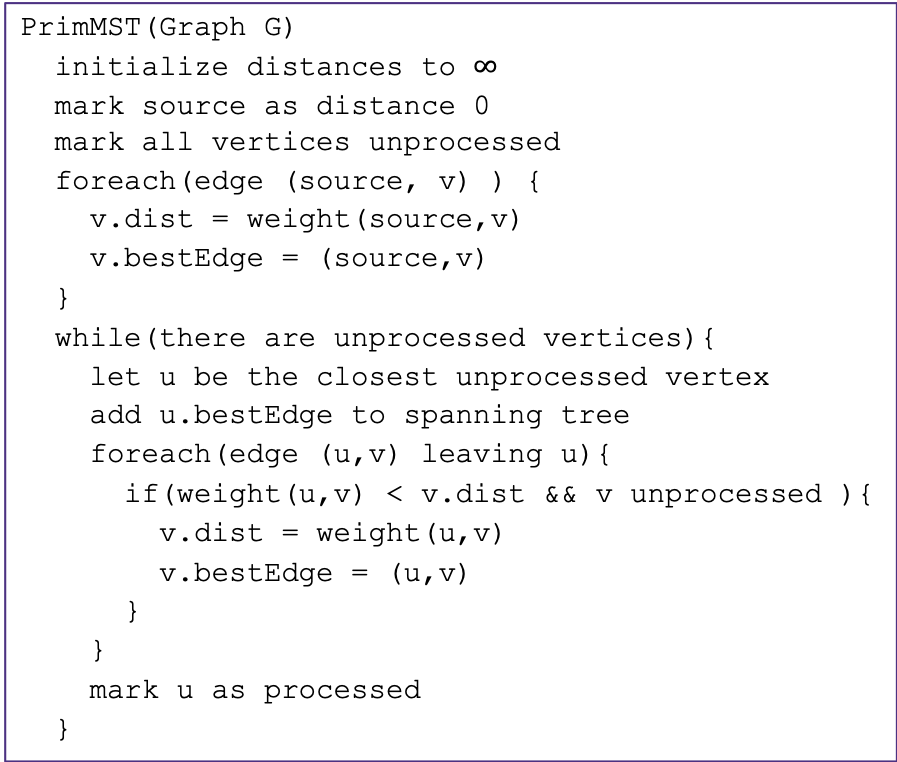 PrimMST(Graph G)
  initialize distances to ∞
  mark source as distance 0
  mark all vertices unprocessed
  foreach(edge (source, v) ) {
    v.dist = weight(source,v)
    v.bestEdge = (source,v)
  }
  while(there are unprocessed vertices){
    let u be the closest unprocessed vertex
    add u.bestEdge to spanning tree
    foreach(edge (u,v) leaving u){
      if(weight(u,v) < v.dist && v unprocessed ){
        v.dist = weight(u,v)
        v.bestEdge = (u,v)
      }
    }
    mark u as processed
  }